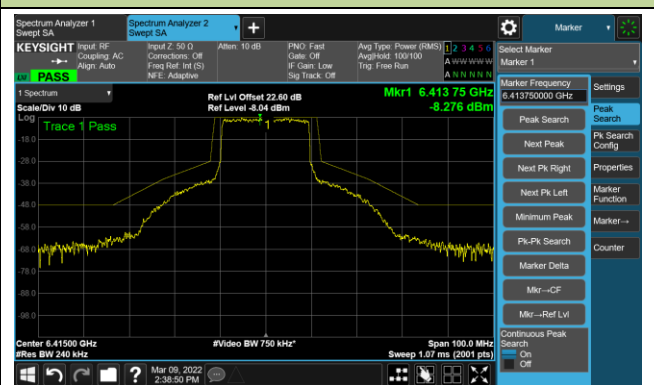 Spectrum Analyzer 1
Swept SA
Spectrum Analyzer 2
Swept SA
+
Marker
KEYSIGHT
Input: RF
Coupling: AC
Align: Auto
Input Z: 50 Ω
Corrections: Off
Freq Ref: Int (S)
NFE: Adaptive
Atten: 10 dB
PNO: Fast
Gate: Off
IF Gain: Low
Sig Track: Off
Avg Type: Power (RMS)
Avg|Hold: 100/100
Trig: Free Run
1 2 3 4 5 6
A W W W W W
A N N N N N
PASS
Select Marker
Marker 1
1 Spectrum
Scale/Div 10 dB
Ref Lvl Offset 22.60 dB
Ref Level -8.04 dBm
Mkr1 6.413 75 GHz
-8.276 dBm
Log
Trace 1 Pass
1
-18.0
-28.0
-38.0
-48.0
-58.0
-68.0
-78.0
-88.0
-98.0
Center 6.41500 GHz
#Res BW 240 kHz
#Video BW 750 kHz*
Span 100.0 MHz
Sweep 1.07 ms (2001 pts)
Marker Frequency
6.413750000 GHz
Peak Search
Next Peak
Next Pk Right
Next Pk Left
Minimum Peak
Pk-Pk Search
Marker Delta
Mkr→CF
Mkr→Ref Lvl
Continuous Peak
Search
On
Off
Settings
Peak
Search
Pk Search
Config
Properties
Marker
Function
Marker→
Counter
?
Mar 09, 2022
2:38:50 PM